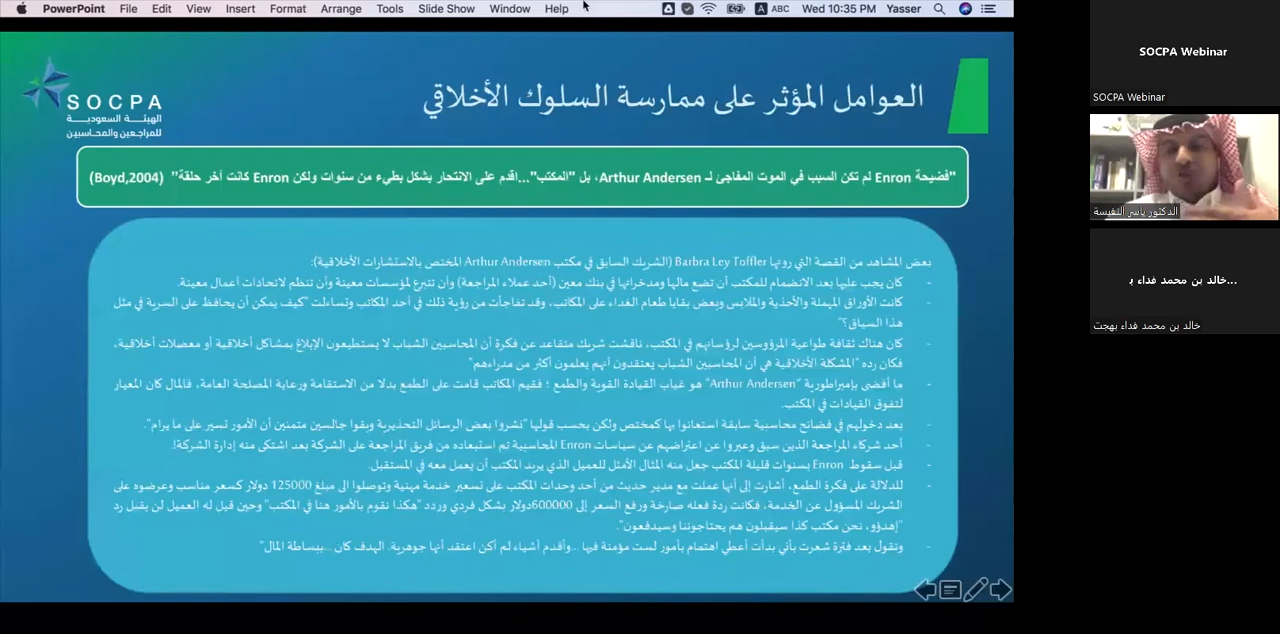 PowerPoint File Edit View Insert Format Arrange Tools Slide Show Window Help A ABC Wed 10:35 PM Yasser
SOCPA
الهيئة السعودية
للمراجعين والمحاسبين
العوامل المؤثر على ممارسة السلوك الأخلاقي
"فضيحة Enron لم تكن السبب في الموت المفاجئ لـ Arthur Andersen، بل "المكتب"...اقدم على الانتحار بشكل بطيء من سنوات ولكن Enron كانت آخر حلقة" (Boyd,2004)
بعض المشاهد من القصة التي روتها Barbra Ley Toffler (الشريك السابق في مكتب Arthur Andersen المختص بالاستشارات الأخلاقية):
- كان يجب عليها بعد الانضمام للمكتب أن تضع مالها ومدخراتها في بنك معين (أحد عملاء المراجعة) وأن تتبرع لمؤسسات معينة وأن تنظم لاتحادات أعمال معينة.
- كانت الأوراق المهملة والأحذية والملابس وبعض بقايا طعام الغداء على المكاتب، وقد تفاجأت من رؤية ذلك في أحد المكاتب وتساءلت "كيف يمكن أن يحافظ على السرية في مثل
هذا السياق؟"
- كان هناك ثقافة طواعية المرؤوسين لرؤسائهم في المكتب، ناقشت شريك متقاعد عن فكرة أن المحاسبين الشباب لا يستطيعون الإبلاغ بمشاكل أخلاقية أو معضلات أخلاقية،
فكان رده "المشكلة الأخلاقية هي أن المحاسبين الشباب يعتقدون أنهم يعلمون أكثر من مدراءهم"
- ما أفضى بإمبراطورية "Arthur Andersen" هو غياب القيادة القوية والطمع ؛ فقيم المكاتب قامت على الطمع بدلا من الاستقامة ورعاية المصلحة العامة، فالمال كان المعيار
لتفوق القيادات في المكتب.
- بعد دخولهم في فضائح محاسبية سابقة استعانوا بها كمختص ولكن بحسب قولها "نشروا بعض الرسائل التحذيرية وبقوا جالسين متمنين أن الأمور تسير على ما يرام".
- أحد شركاء المراجعة الذين سبق وعبروا عن اعتراضهم عن سياسات Enron المحاسبية تم استبعاده من فريق المراجعة على الشركة بعد اشتكى منه إدارة الشركة!.
- قبل سقوط Enron بسنوات قليلة المكتب جعل منه المثال الأمثل للعميل الذي يريد المكتب أن يعمل معه في المستقبل.
- للدلالة على فكرة الطمع، أشارت إلى أنها عملت مع مدير حديث من أحد وحدات المكتب على تسعير خدمة مهنية وتوصلوا الى مبلغ 125000 دولار كسعر مناسب وعرضوه على
الشريك المسؤول عن الخدمة، فكانت ردة فعله صارخة ورفع السعر إلى 600000دولار بشكل فردي وردد "هكذا نقوم بالأمور هنا في المكتب" وحين قيل له العميل لن يقبل رد
"إهدؤو، نحن مكتب كذا سيقبلون هم يحتاجوننا وسيدفعون".
- وتقول بعد فترة شعرت بأني بدأت أعطي اهتمام بأمور لست مؤمنة فيها ..وأقدم أشياء لم أكن اعتقد أنها جوهرية. الهدف كان ...ببساطة المال"
SOCPA Webinar
SOCPA Webinar
الدكتور ياسر النفيسة
خالد بن محمد فداء ب...
خالد بن محمد فداء بهجت